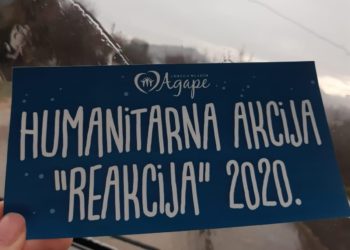 Agape
HUMANITARNA AKCIJA
"REAKCIJA" 2020.